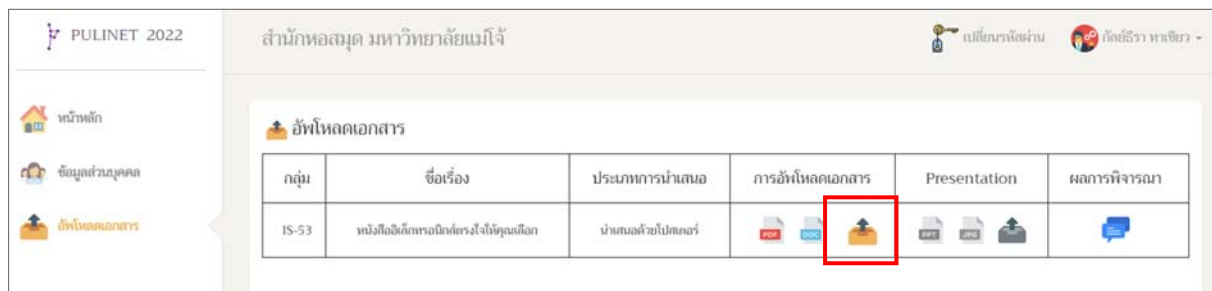 PULINET 2022
สำนักหอสมุด มหาวิทยาลัยแม่โจ้
เปลี่ยนรหัสผ่าน
ภัคย์ธีรา ทาเขียว
หน้าหลัก
ข้อมูลส่วนบุคคล
อัพโหลดเอกสาร
อัพโหลดเอกสาร
กลุ่ม ชื่อเรื่อง ประเภทการนำเสนอ การอัพโหลดเอกสาร Presentation ผลการพิจารณา
IS-53 หนังสืออิเล็กทรอนิกส์ตรงใจให้คุณเลือก นำเสนอด้วยโปสเตอร์ PDF DOC PPT JPG